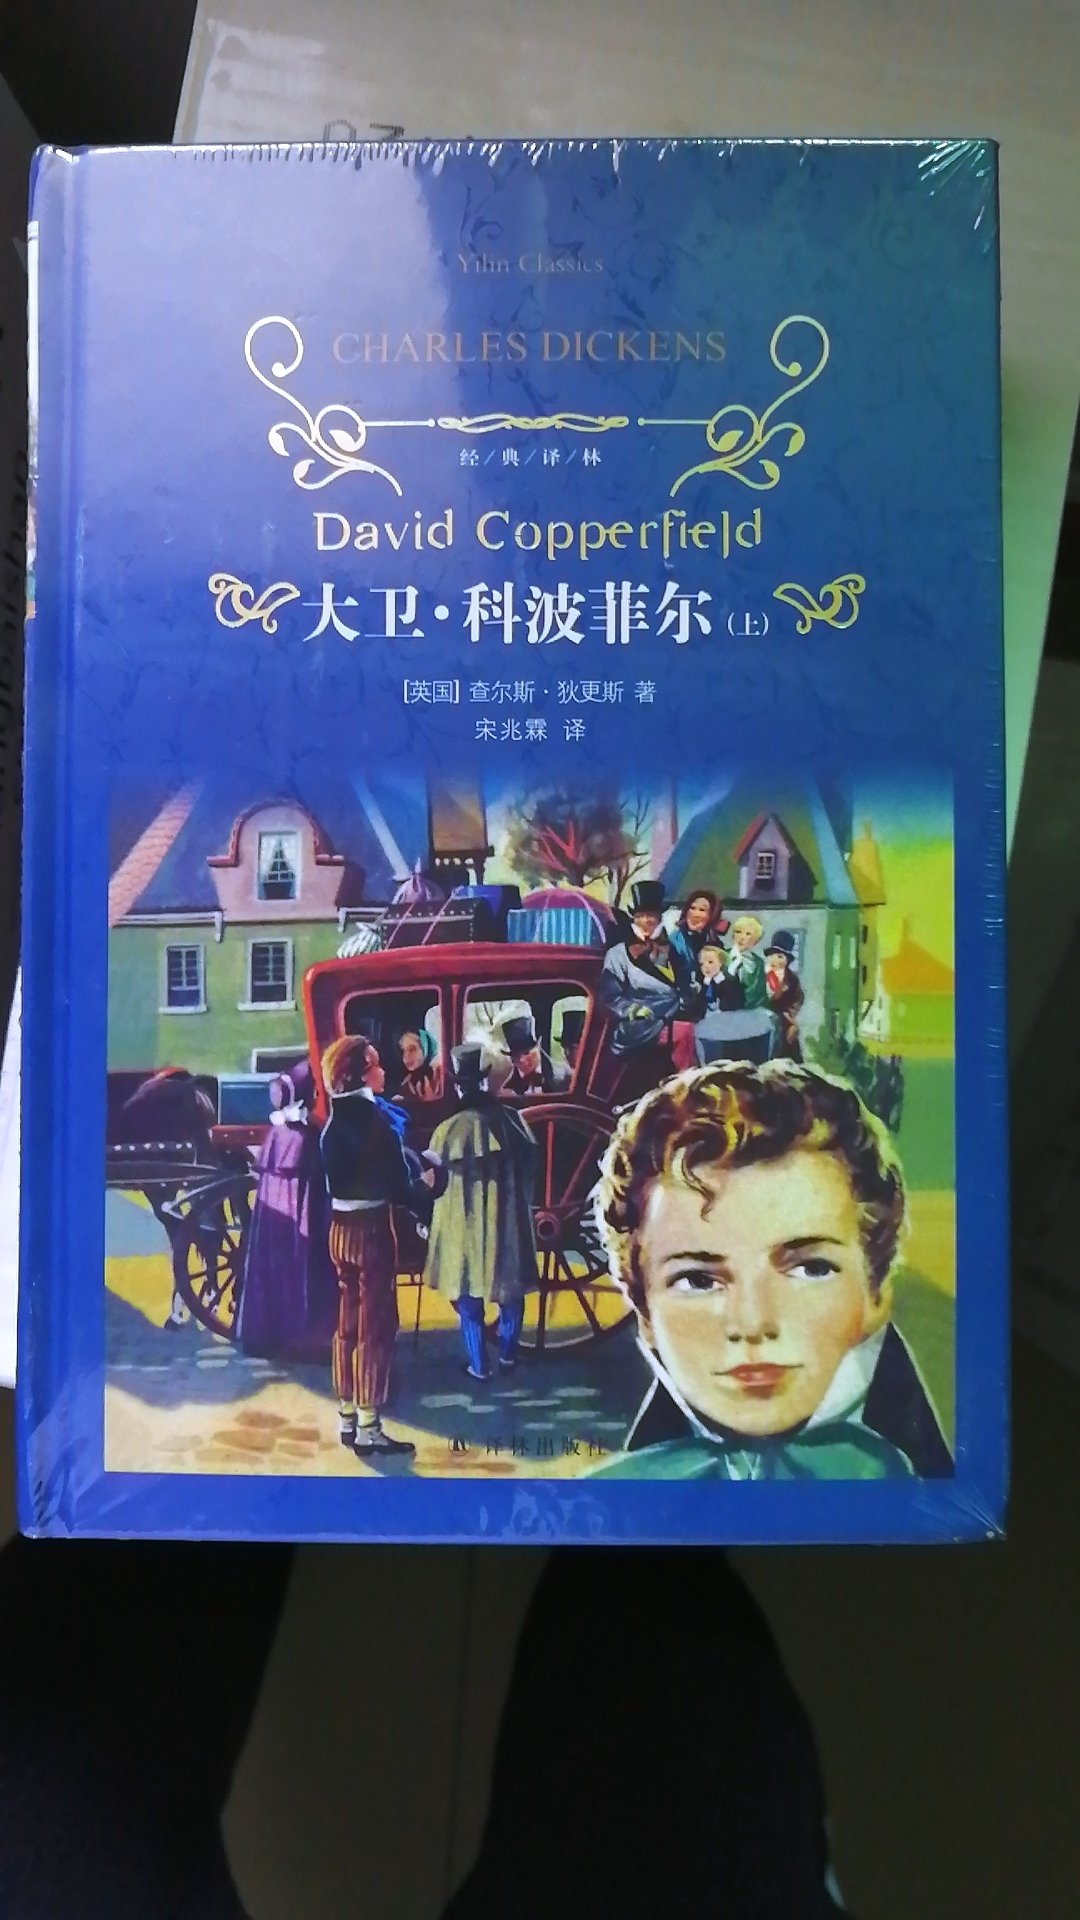 Yilin Classics
CHARLES DICKENS
经/典/译/林
David Copperfield
大卫·科波菲尔(上)
[英国] 查尔斯·狄更斯 著
宋兆霖 译
译林出版社